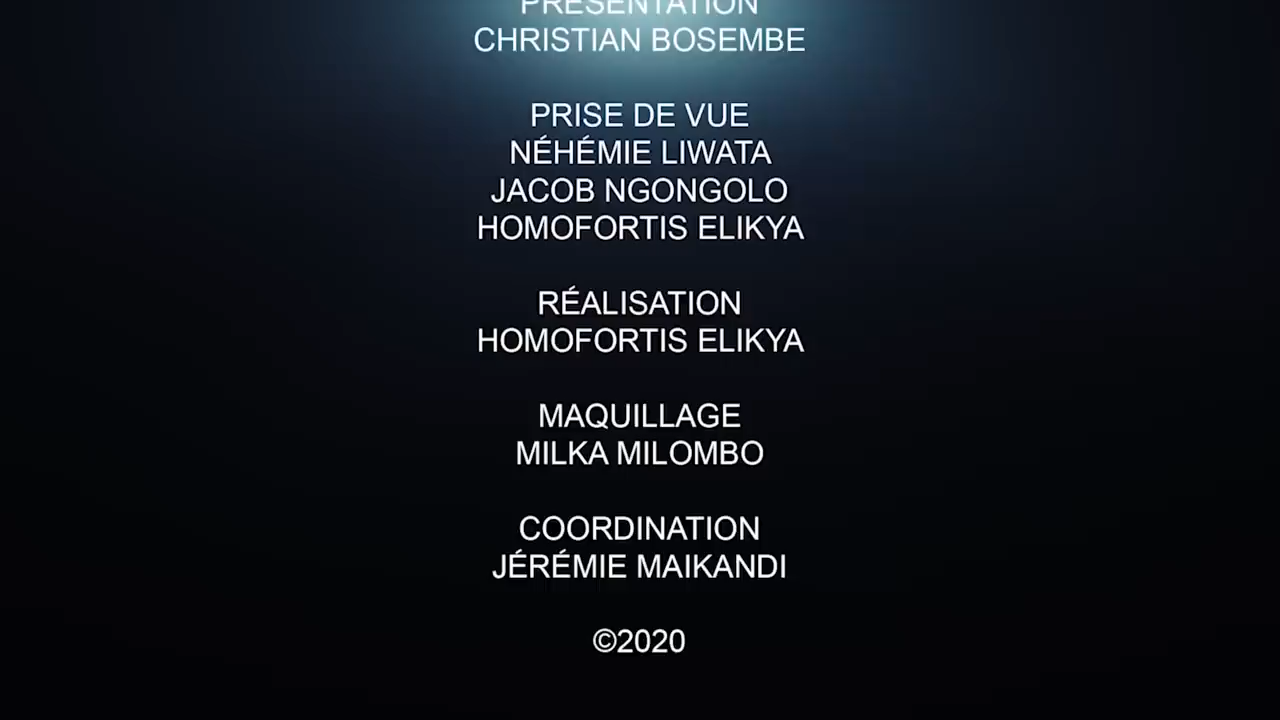 PRÉSENTATION
CHRISTIAN BOSEMBE
PRISE DE VUE
NÉHÉMIE LIWATA
JACOB NGONGOLO
HOMOFORTIS ELIKYA
RÉALISATION
HOMOFORTIS ELIKYA
MAQUILLAGE
MILKA MILOMBO
COORDINATION
JÉRÉMIE MAIKANDI
©2020